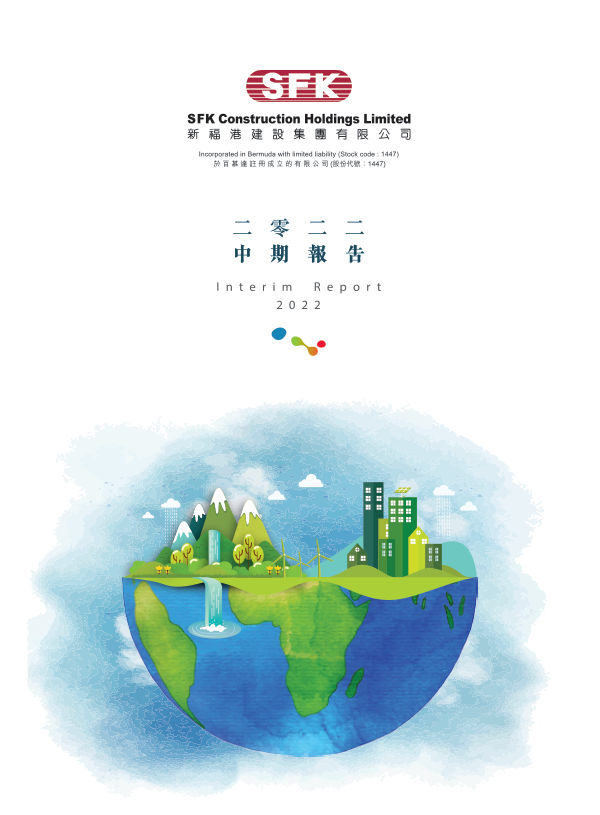 SFK
SFK Construction Holdings Limited
新福港建設集團有限公司
Incorporated in Bermuda with limited liability (Stock code : 1447)
於百慕達註冊成立的有限公司 (股份代號：1447)
二零二二
中期報告
Interim Report
2022